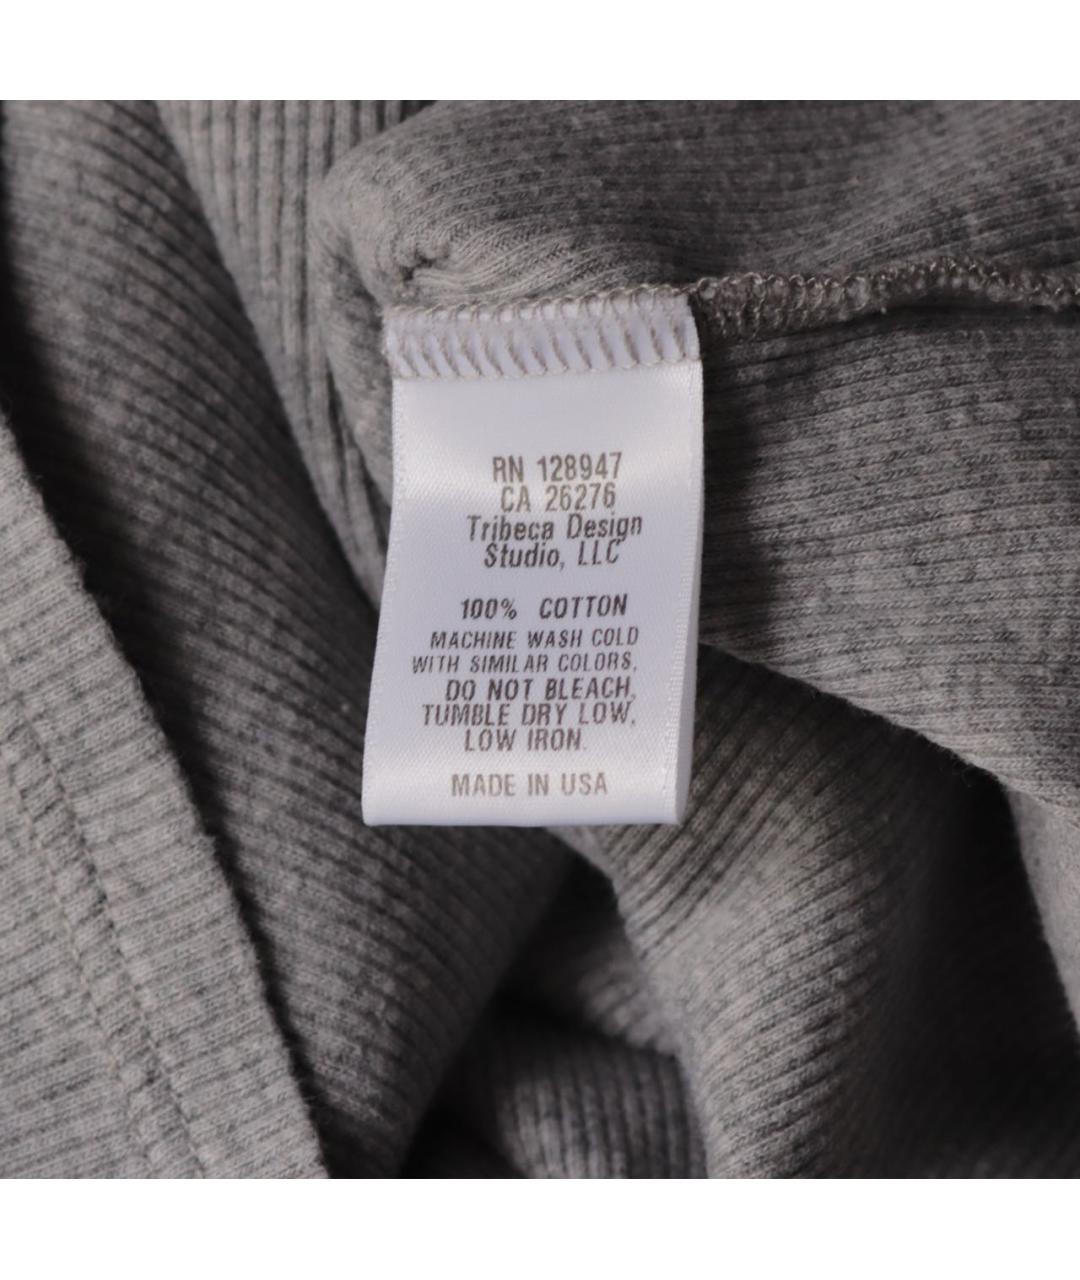 RN 128947
CA 26276
Tribeca Design
Studio, LLC
100% COTTON
MACHINE WASH COLD
WITH SIMILAR COLORS,
DO NOT BLEACH,
TUMBLE DRY LOW,
LOW IRON.
MADE IN USA